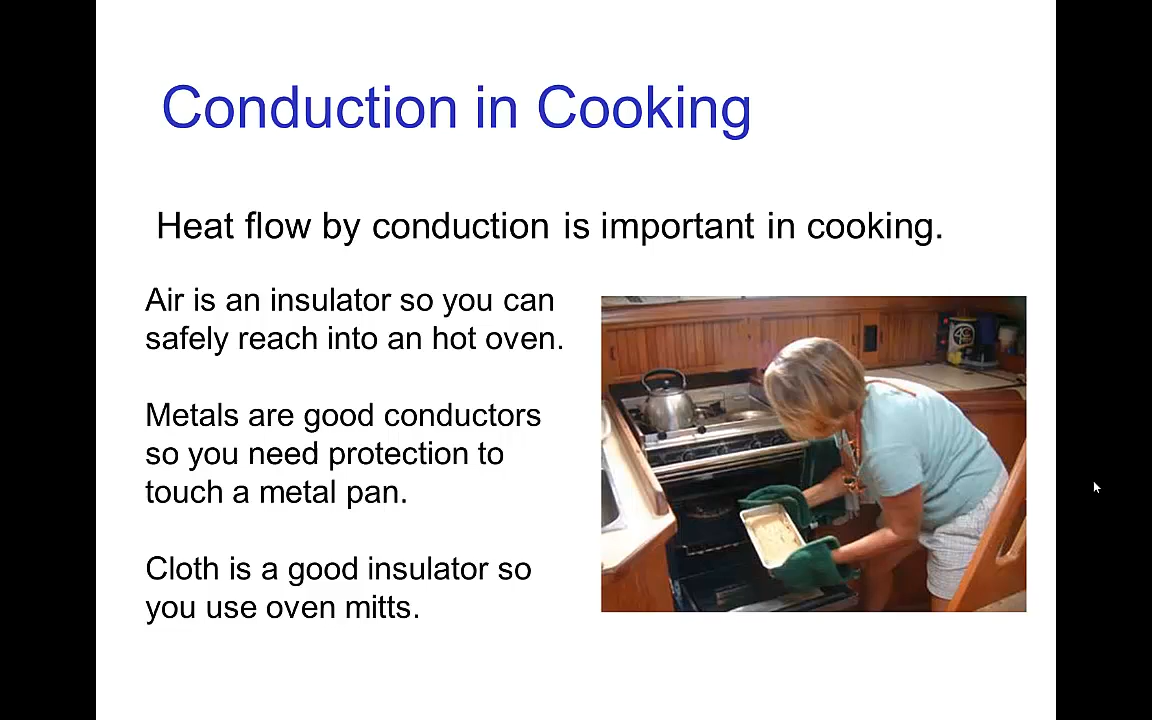 Conduction in Cooking
Heat flow by conduction is important in cooking.
Air is an insulator so you can
safely reach into an hot oven.
Metals are good conductors
so you need protection to
touch a metal pan.
Cloth is a good insulator so
you use oven mitts.